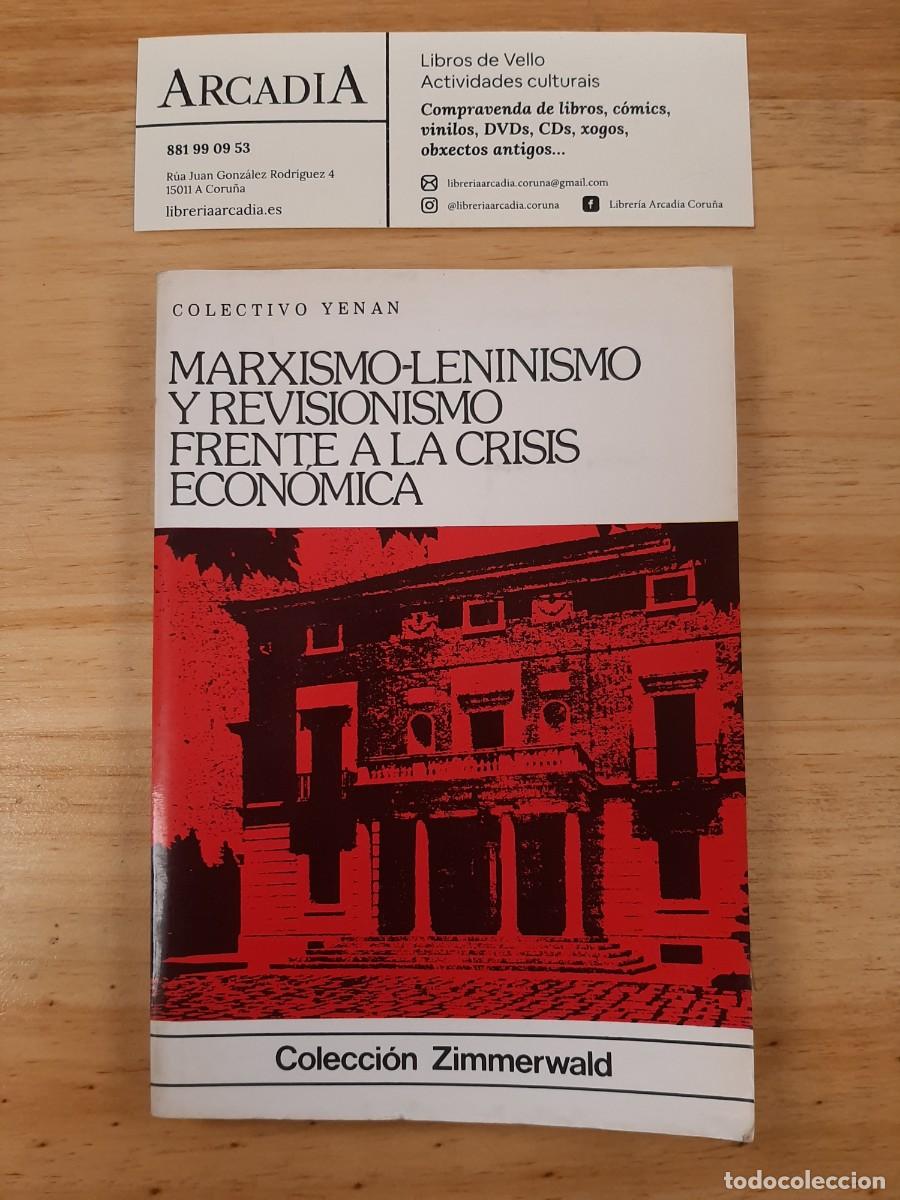 ARCADIA
881 99 09 53
Rúa Juan González Rodríguez 4
15011 A Coruña
libreriaarcadia.es
Libros de Vello
Actividades culturais
Compravenda de libros, cómics,
vinilos, DVDs, CDs, xogos,
obxectos antigos...
libreriaarcadia.coruna@gmail.com
@libreriaarcadia.coruna
Librería Arcadia Coruña
COLECTIVO YENAN
MARXISMO-LENINISMO
Y REVISIONISMO
FRENTE A LA CRISIS
ECONÓMICA
Colección Zimmerwald
todocoleccion